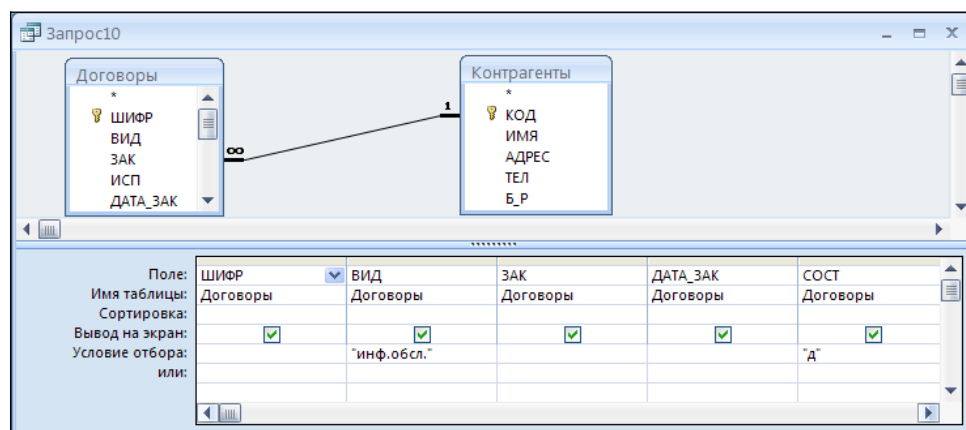 Запрос10
Договоры
*
ШИФР
ВИД
ЗАК
ИСП
ДАТА_ЗАК
∞
1
Контрагенты
*
КОД
ИМЯ
АДРЕС
ТЕЛ
Б_Р
Поле: ШИФР ВИД ЗАК ДАТА_ЗАК СОСТ
Имя таблицы: Договоры Договоры Договоры Договоры Договоры
Сортировка:
Вывод на экран:
Условие отбора: "инф.обсл." "д"
или: